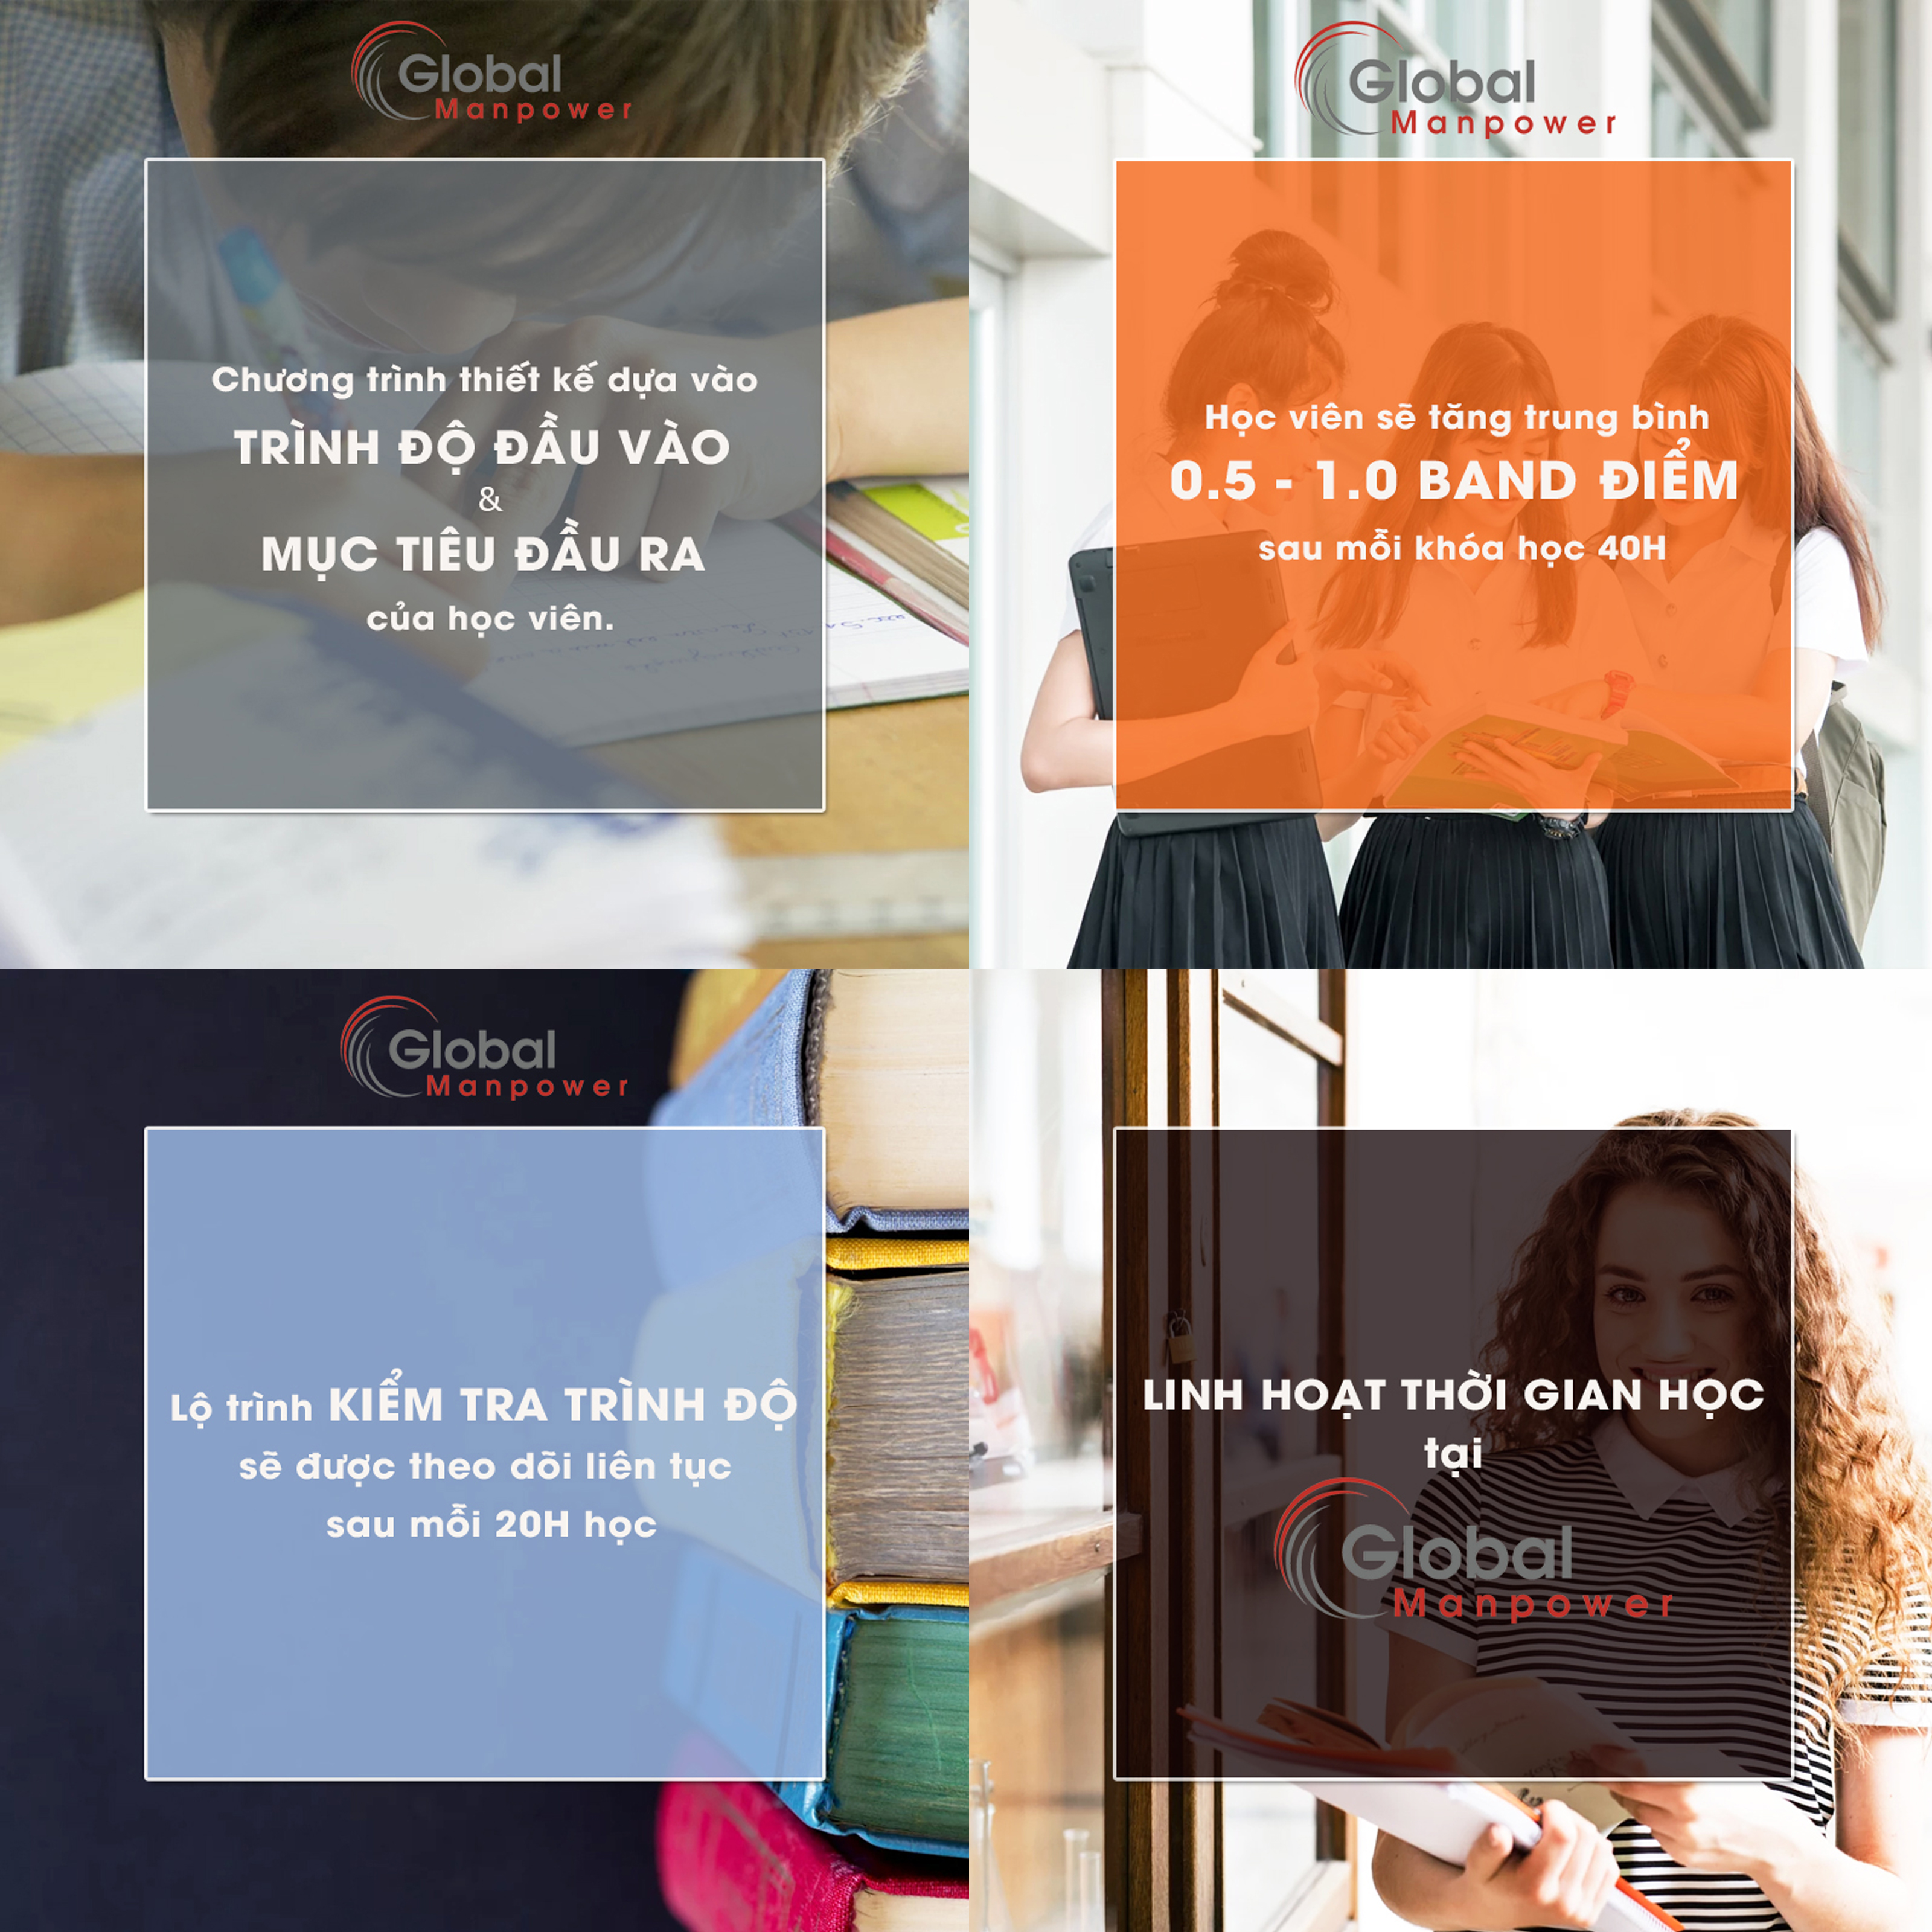 Global
Manpower
Chương trình thiết kế dựa vào
TRÌNH ĐỘ ĐẦU VÀO
&
MỤC TIÊU ĐẦU RA
của học viên.
Global
Manpower
Học viên sẽ tăng trung bình
0.5 - 1.0 BAND ĐIỂM
sau mỗi khóa học 40H
Global
Manpower
Lộ trình KIỂM TRA TRÌNH ĐỘ
sẽ được theo dõi liên tục
sau mỗi 20H học
LINH HOẠT THỜI GIAN HỌC
tại
Global
Manpower